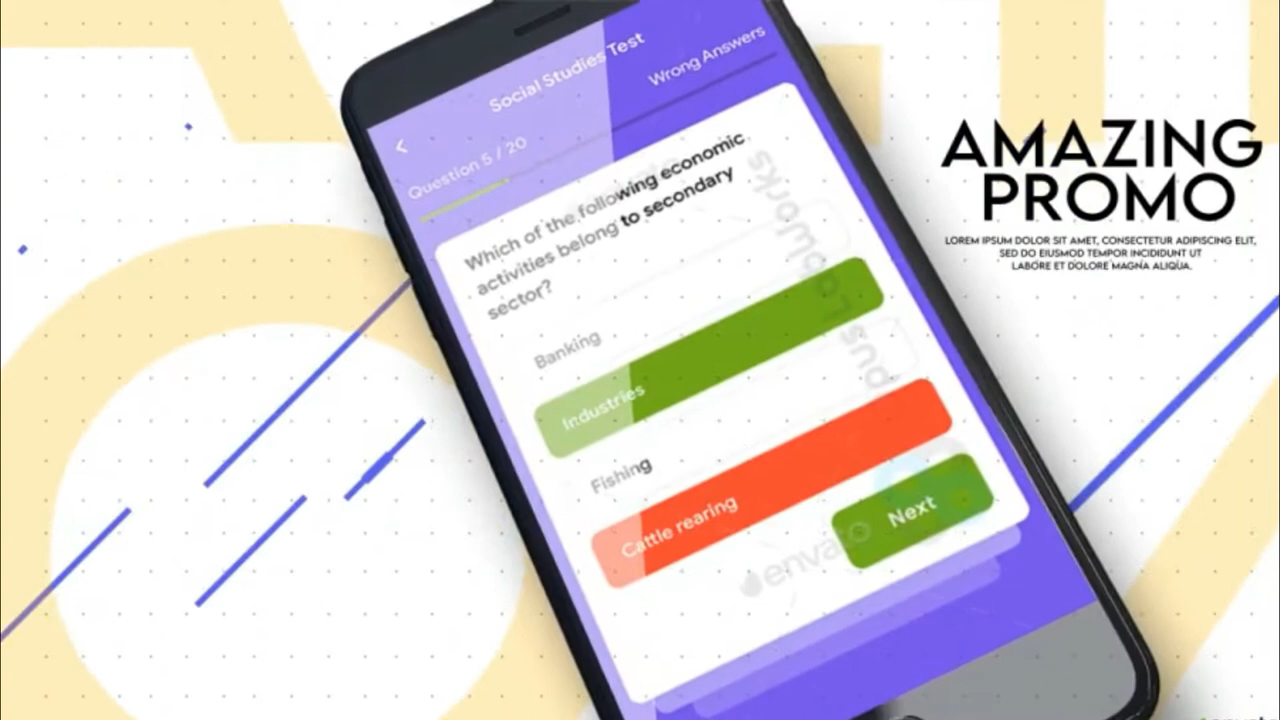 Social Studies Test
Wrong Answers
Question 5 / 20
Which of the following economic
activities belong to secondary
sector?
Banking
Industries
Fishing
Cattle rearing
Next
envato
AMAZING
PROMO
LOREM IPSUM DOLOR SIT AMET, CONSECTETUR ADIPISCING ELIT,
SED DO EIUSMOD TEMPOR INCIDIDUNT UT
LABORE ET DOLORE MAGNA ALIQUA.